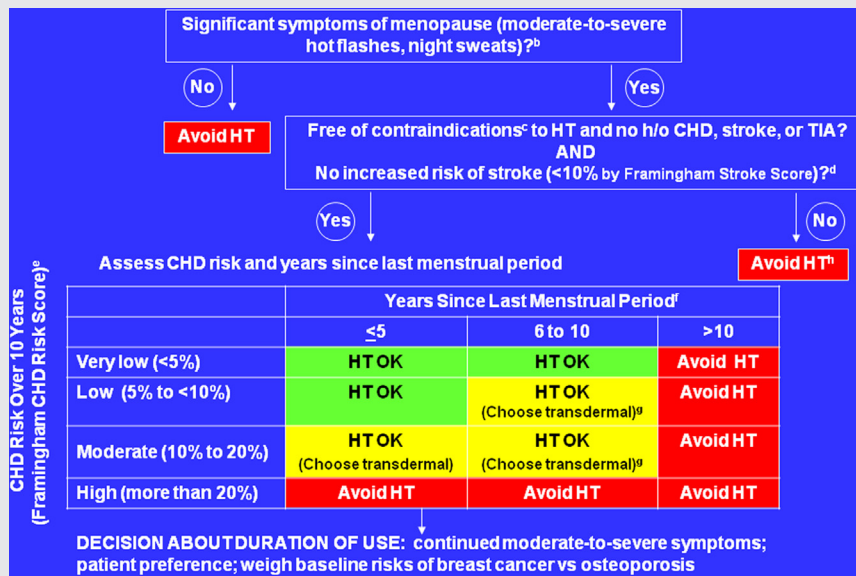 Significant symptoms of menopause (moderate-to-severe
hot flashes, night sweats)?ᵇ
No
Yes
Avoid HT
Free of contraindicationsᶜ to HT and no h/o CHD, stroke, or TIA?
AND
No increased risk of stroke (<10% by Framingham Stroke Score)?ᵈ
Yes
No
Assess CHD risk and years since last menstrual period
Avoid HTʰ
CHD Risk Over 10 Years
(Framingham CHD Risk Score)ᵉ
Years Since Last Menstrual Periodᶠ
≤5 6 to 10 >10
Very low (<5%) HT OK HT OK Avoid HT
Low (5% to <10%) HT OK HT OK Avoid HT
(Choose transdermal)ᵍ
Moderate (10% to 20%) HT OK HT OK Avoid HT
(Choose transdermal) (Choose transdermal)ᵍ
High (more than 20%) Avoid HT Avoid HT Avoid HT
DECISION ABOUT DURATION OF USE: continued moderate-to-severe symptoms;
patient preference; weigh baseline risks of breast cancer vs osteoporosis